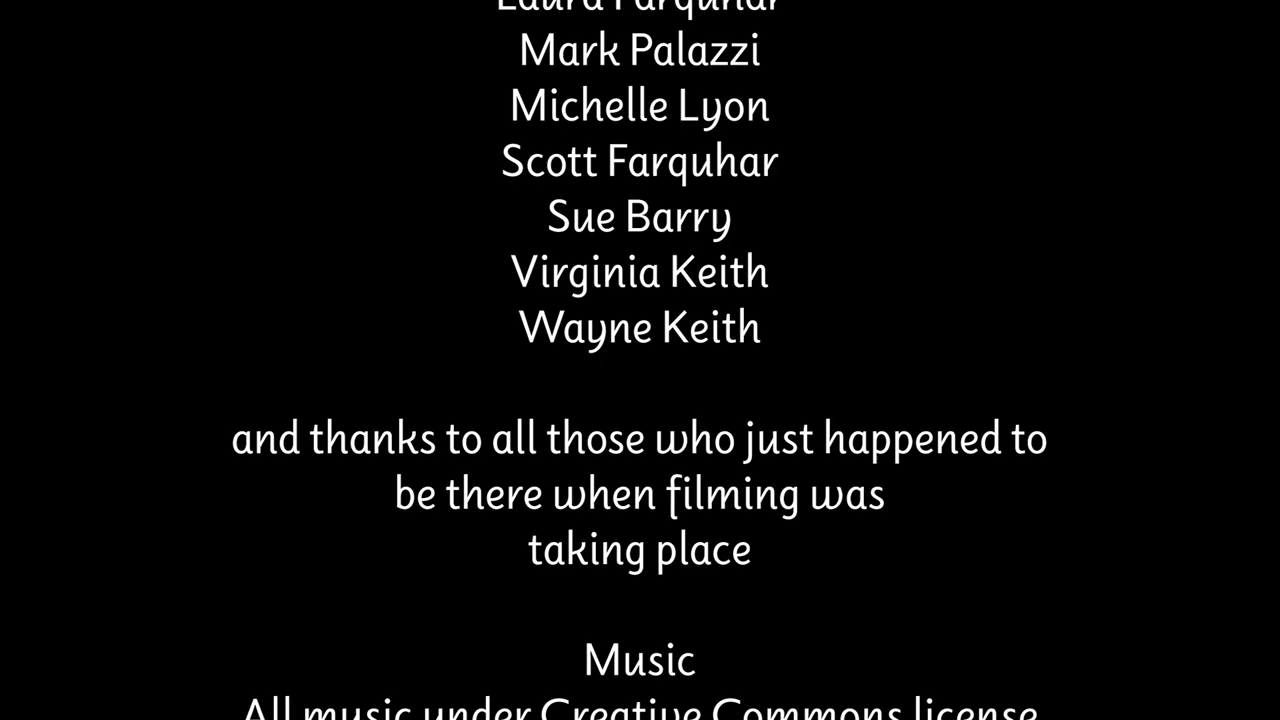 Laura Farquhar
Mark Palazzi
Michelle Lyon
Scott Farquhar
Sue Barry
Virginia Keith
Wayne Keith
and thanks to all those who just happened to
be there when filming was
taking place
Music
All music under Creative Commons license